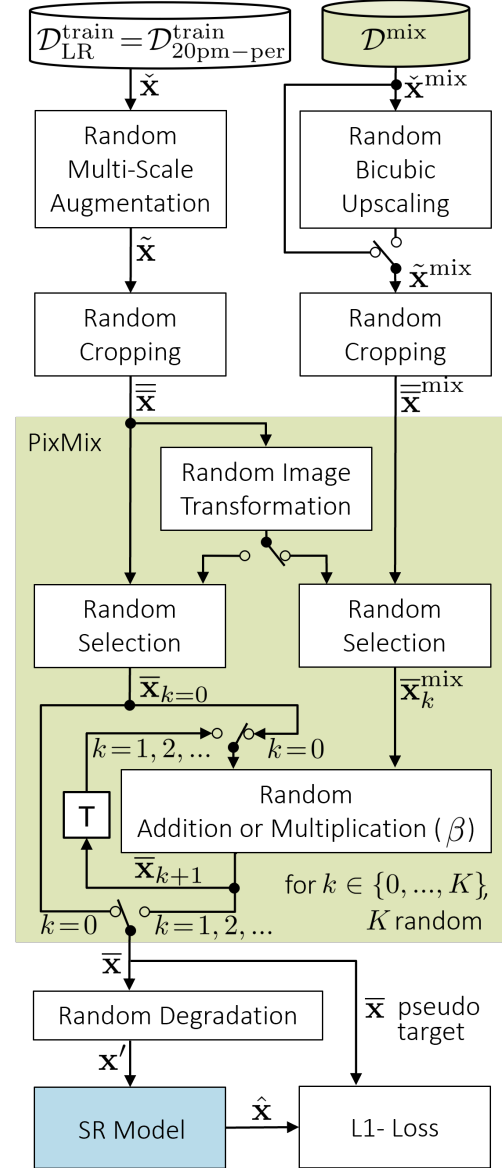 𝒟_LR^train = 𝒟_20pm−per^train
𝒟^mix
x̌
x̌^mix
Random
Multi-Scale
Augmentation
Random
Bicubic
Upscaling
x̃
x̃^mix
Random
Cropping
Random
Cropping
x̿
x̿^mix
PixMix
Random Image
Transformation
Random
Selection
Random
Selection
x̅_k=0
x̅_k^mix
k=1, 2, ...
k=0
T
Random
Addition or Multiplication (β)
x̅_k+1
for k ∈ {0, ..., K},
K random
k=0
k=1, 2, ...
x̅
x̅ pseudo
target
Random Degradation
x′
SR Model
x̂
L1- Loss